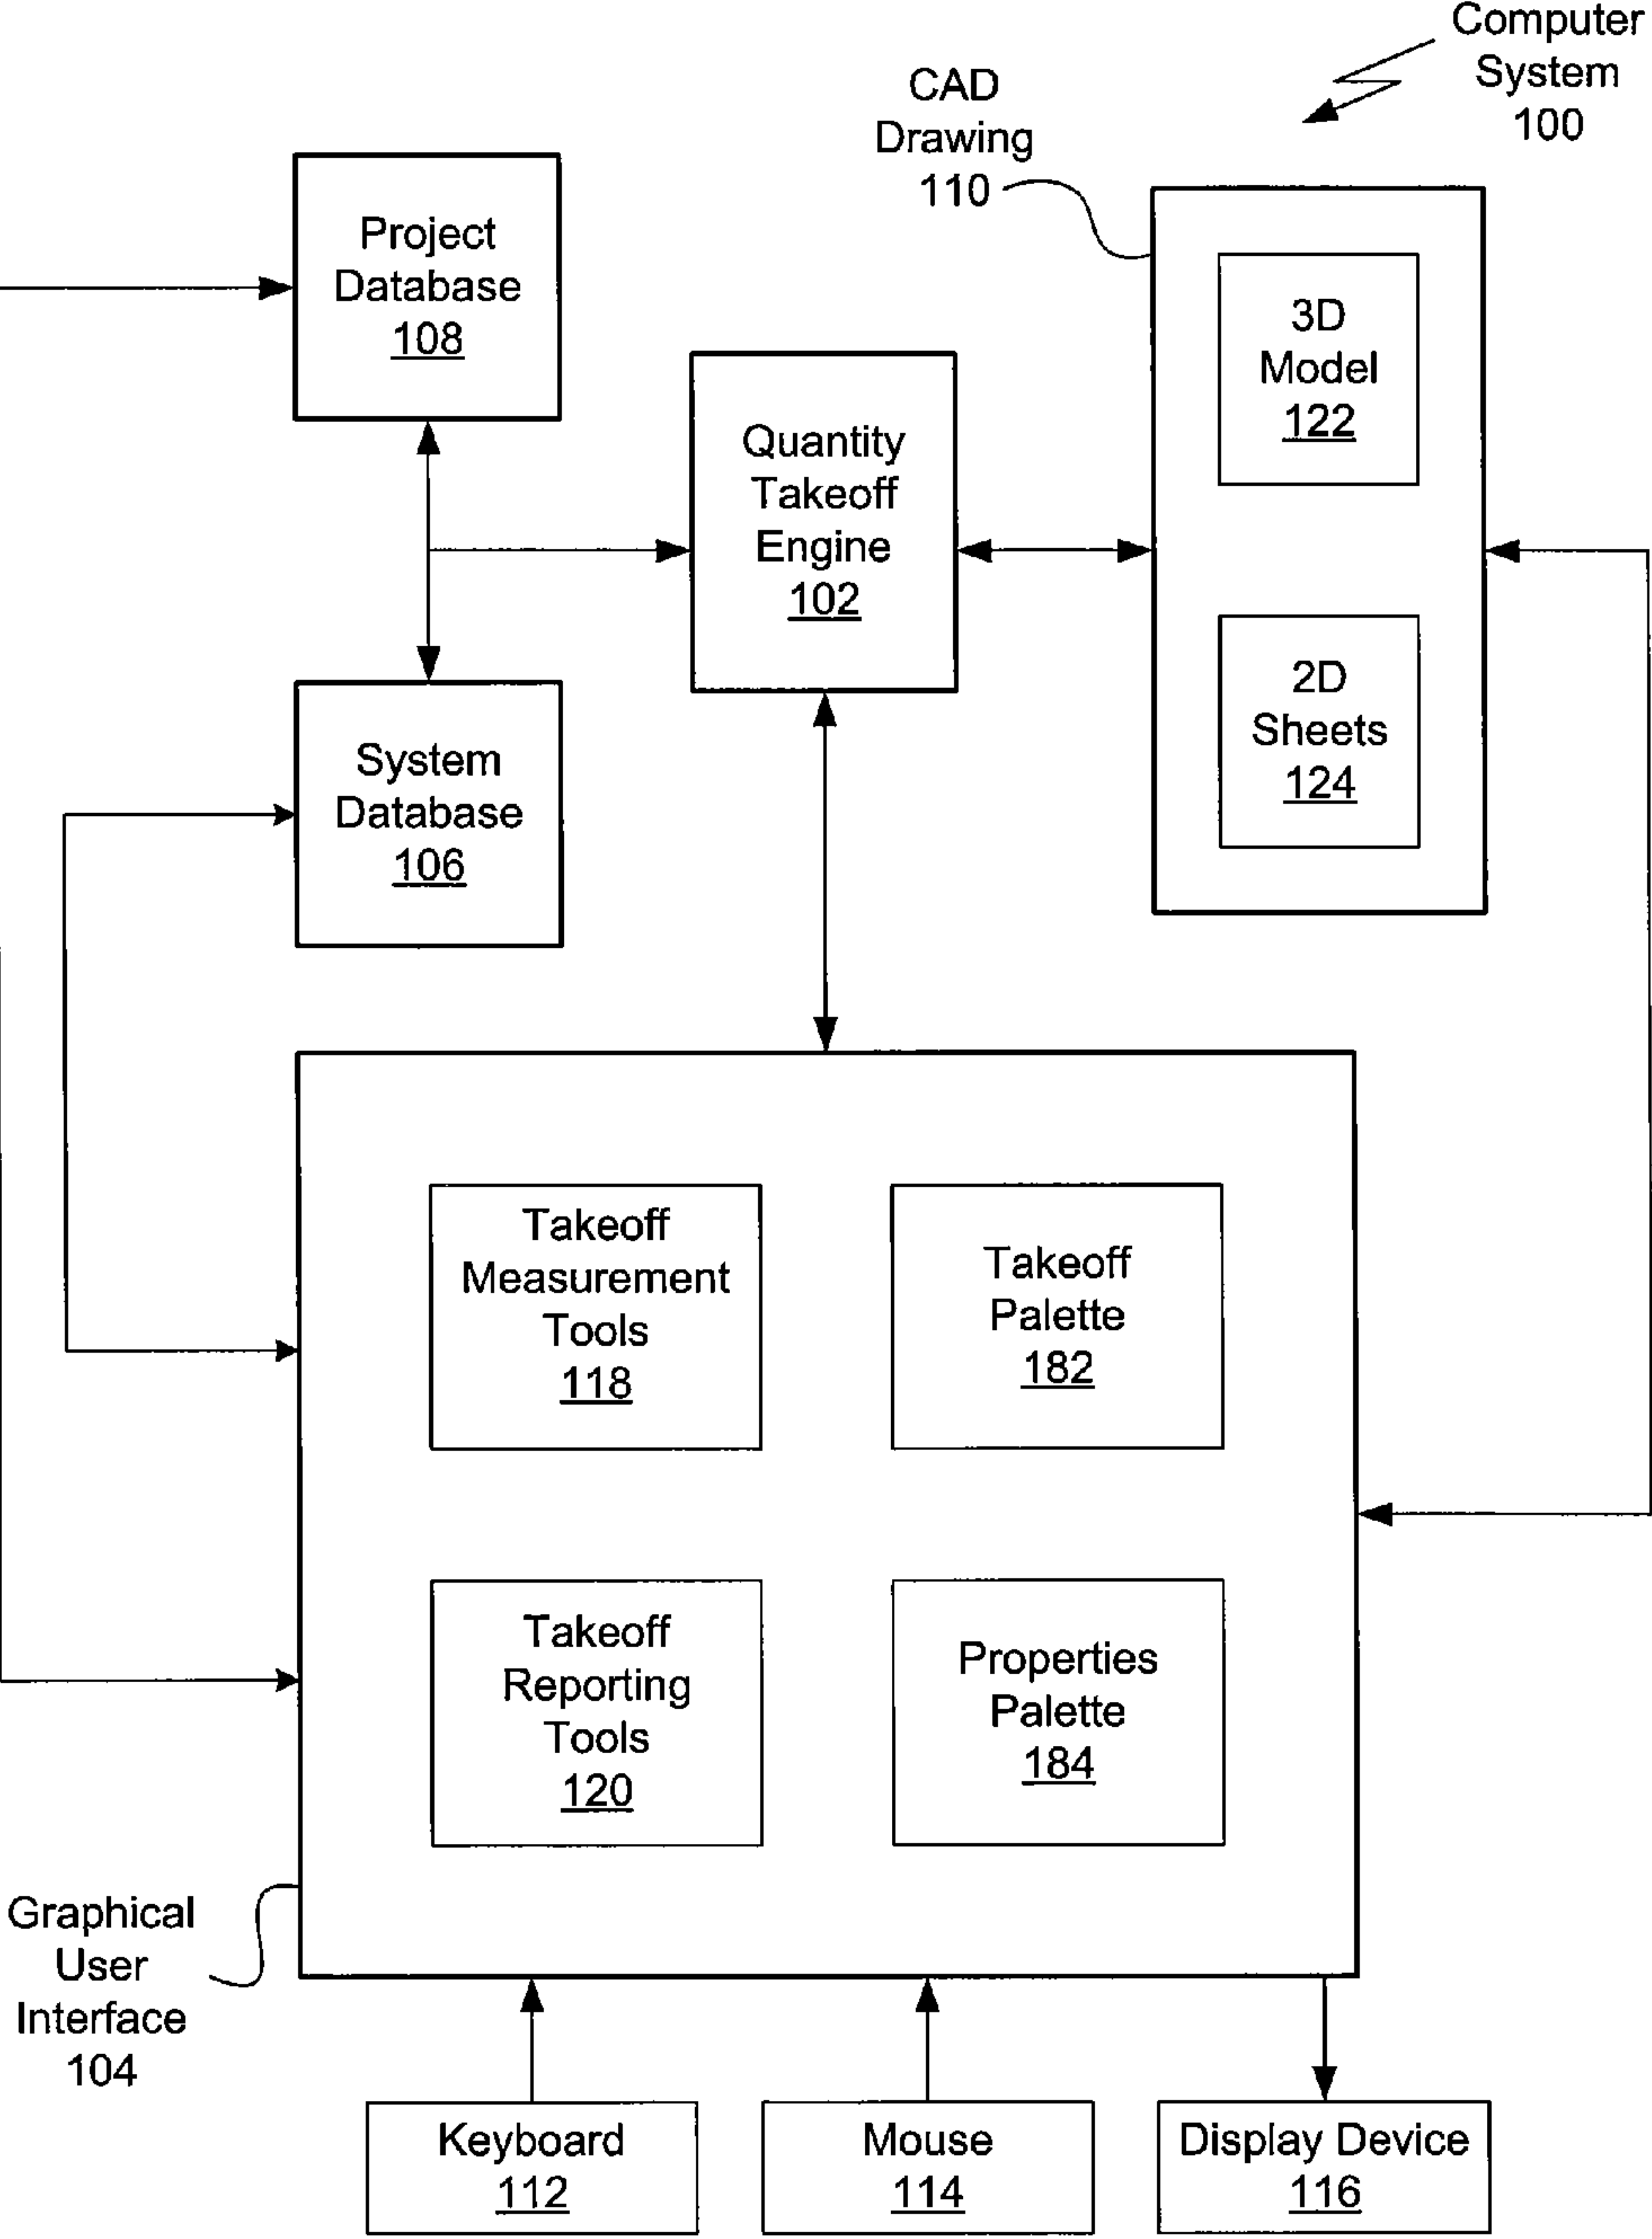 Computer
System
100
CAD
Drawing
110
Project
Database
108
3D
Model
122
Quantity
Takeoff
Engine
102
2D
Sheets
124
System
Database
106
Takeoff
Measurement
Tools
118
Takeoff
Palette
182
Takeoff
Reporting
Tools
120
Properties
Palette
184
Graphical
User
Interface
104
Keyboard
112
Mouse
114
Display Device
116